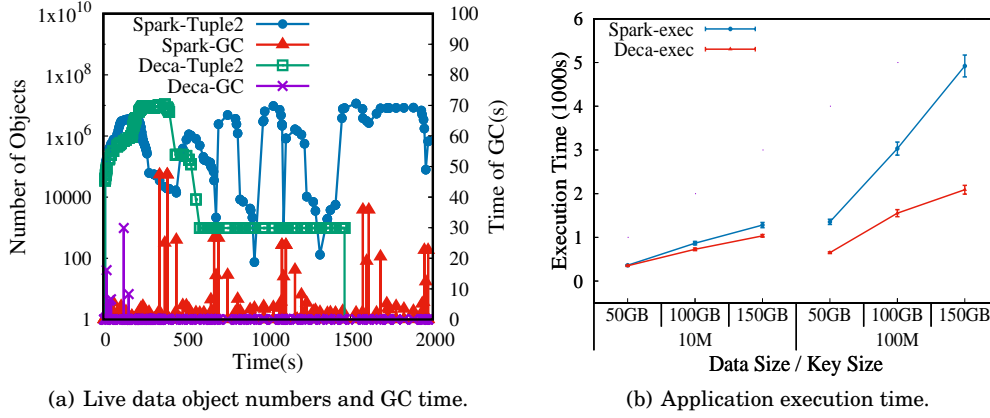 1x10^10
1x10^8
1x10^6
10000
100
1
Number of Objects
Spark-Tuple2
Spark-GC
Deca-Tuple2
Deca-GC
100
90
80
70
60
50
40
30
20
10
0
Time of GC(s)
0 500 1000 1500 2000
Time(s)
(a) Live data object numbers and GC time.
6
5
4
3
2
1
0
Execution Time (1000s)
Spark-exec
Deca-exec
50GB 100GB 150GB 50GB 100GB 150GB
10M 100M
Data Size / Key Size
(b) Application execution time.